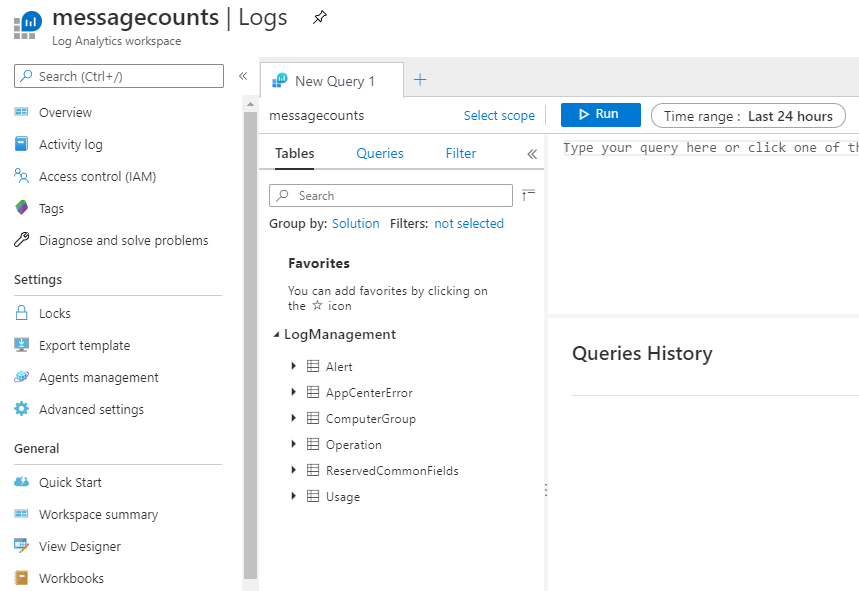 messagecounts | Logs
Log Analytics workspace
Search (Ctrl+/)
Overview
Activity log
Access control (IAM)
Tags
Diagnose and solve problems
Settings
Locks
Export template
Agents management
Advanced settings
General
Quick Start
Workspace summary
View Designer
Workbooks
New Query 1
messagecounts
Select scope
Run
Time range : Last 24 hours
Tables
Queries
Filter
Search
Group by: Solution Filters: not selected
Favorites
You can add favorites by clicking on
the ☆ icon
LogManagement
Alert
AppCenterError
ComputerGroup
Operation
ReservedCommonFields
Usage
Type your query here or click one of th
Queries History